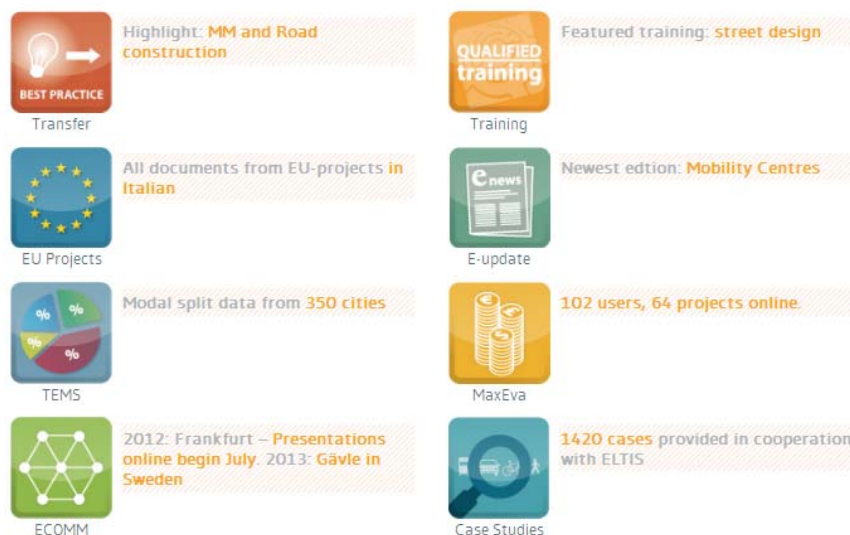 Highlight: MM and Road
construction
BEST PRACTICE
Transfer
Featured training: street design
QUALIFIED
training
Training
All documents from EU-projects in
Italian
EU Projects
Newest edtion: Mobility Centres
e news
E-update
Modal split data from 350 cities
%
%
%
%
TEMS
102 users, 64 projects online.
€
£
$
MaxEva
2012: Frankfurt – Presentations
online begin July. 2013: Gävle in
Sweden
ECOMM
1420 cases provided in cooperation
with ELTIS
Case Studies